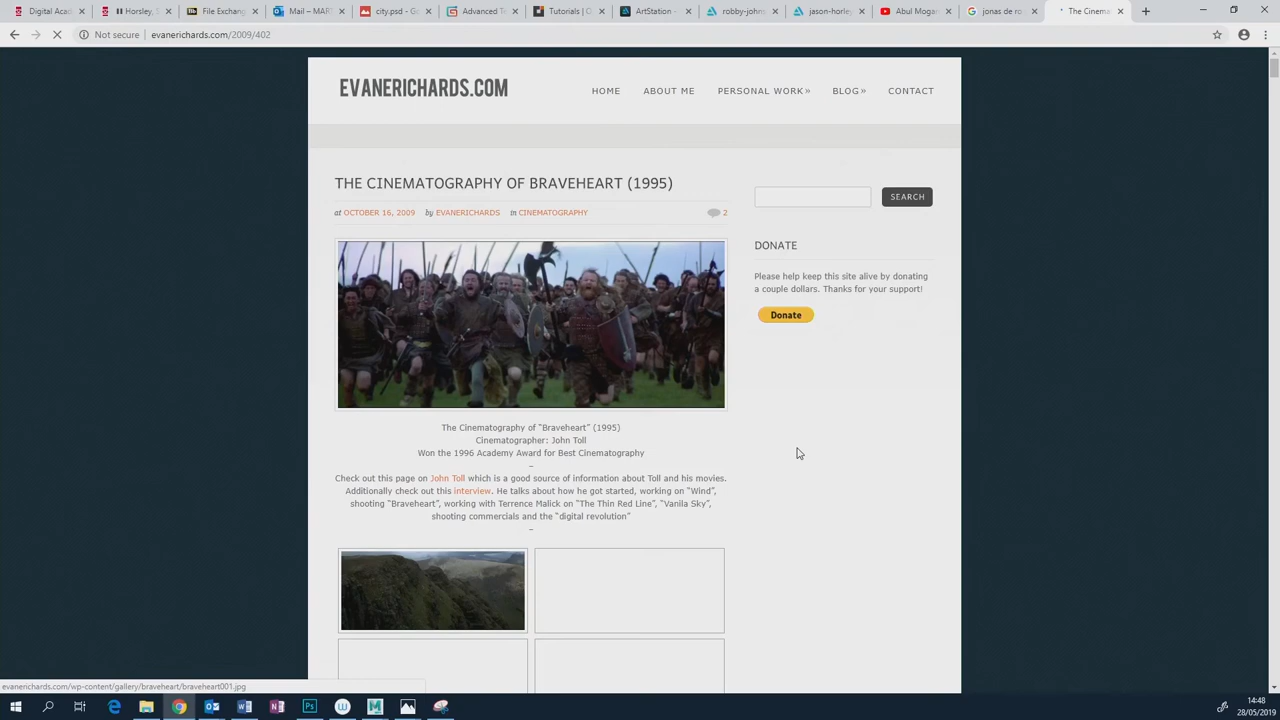 Digital Aca
Horsley,
File Exchan
Mail – MAR
city.psd - G
Advanced Te
Tutorials | Q
ArtStation -
robby-johns
jason-horley
Abul Mogar
jonas de ro
The Cinema
Not secure | evanerichards.com/2009/402
EVANERICHARDS.COM
HOME ABOUT ME PERSONAL WORK» BLOG» CONTACT
THE CINEMATOGRAPHY OF BRAVEHEART (1995)
at OCTOBER 16, 2009 by EVANERICHARDS in CINEMATOGRAPHY 2
SEARCH
DONATE
Please help keep this site alive by donating
a couple dollars. Thanks for your support!
Donate
The Cinematography of “Braveheart” (1995)
Cinematographer: John Toll
Won the 1996 Academy Award for Best Cinematography
–
Check out this page on John Toll which is a good source of information about Toll and his movies.
Additionally check out this interview. He talks about how he got started, working on “Wind”,
shooting “Braveheart”, working with Terrence Malick on “The Thin Red Line”, “Vanila Sky”,
shooting commercials and the “digital revolution”
–
evanerichards.com/wp-content/gallery/braveheart/braveheart001.jpg
14:48
28/05/2019